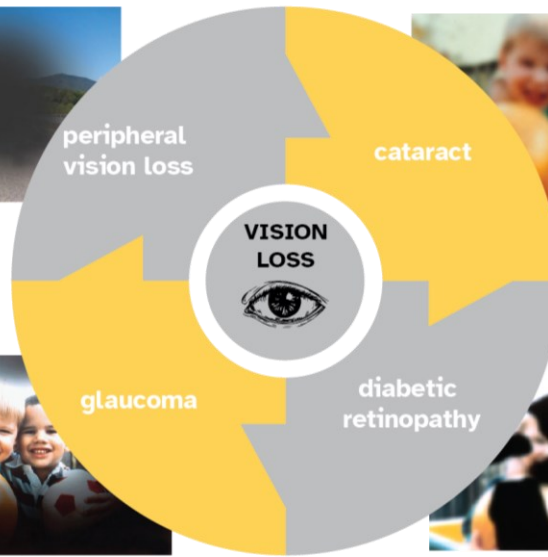 peripheral
vision loss
cataract
VISION
LOSS
glaucoma
diabetic
retinopathy